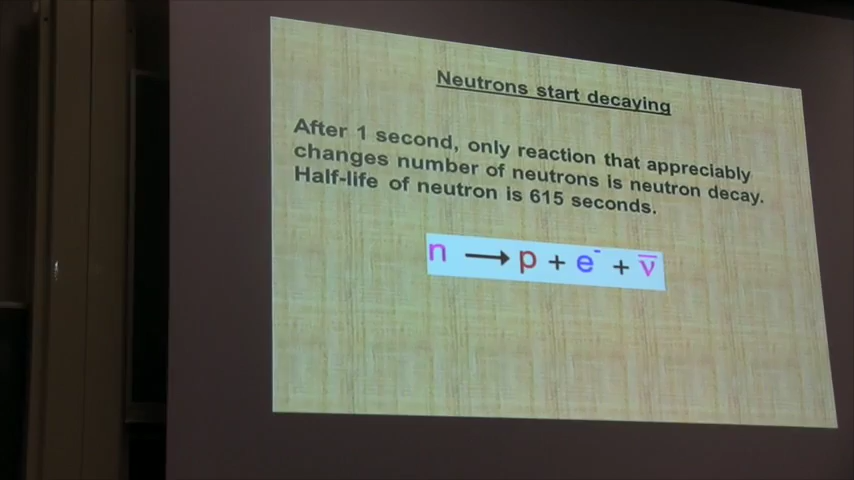 Neutrons start decaying
After 1 second, only reaction that appreciably
changes number of neutrons is neutron decay.
Half-life of neutron is 615 seconds.
n → p + e⁻ + ν̅